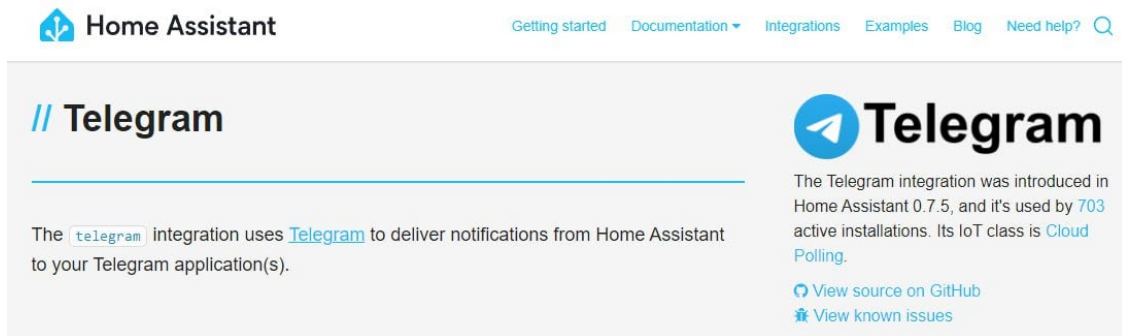 Home Assistant
Getting started Documentation Integrations Examples Blog Need help?
// Telegram
The telegram integration uses Telegram to deliver notifications from Home Assistant
to your Telegram application(s).
Telegram
The Telegram integration was introduced in
Home Assistant 0.7.5, and it's used by 703
active installations. Its IoT class is Cloud
Polling.
View source on GitHub
View known issues